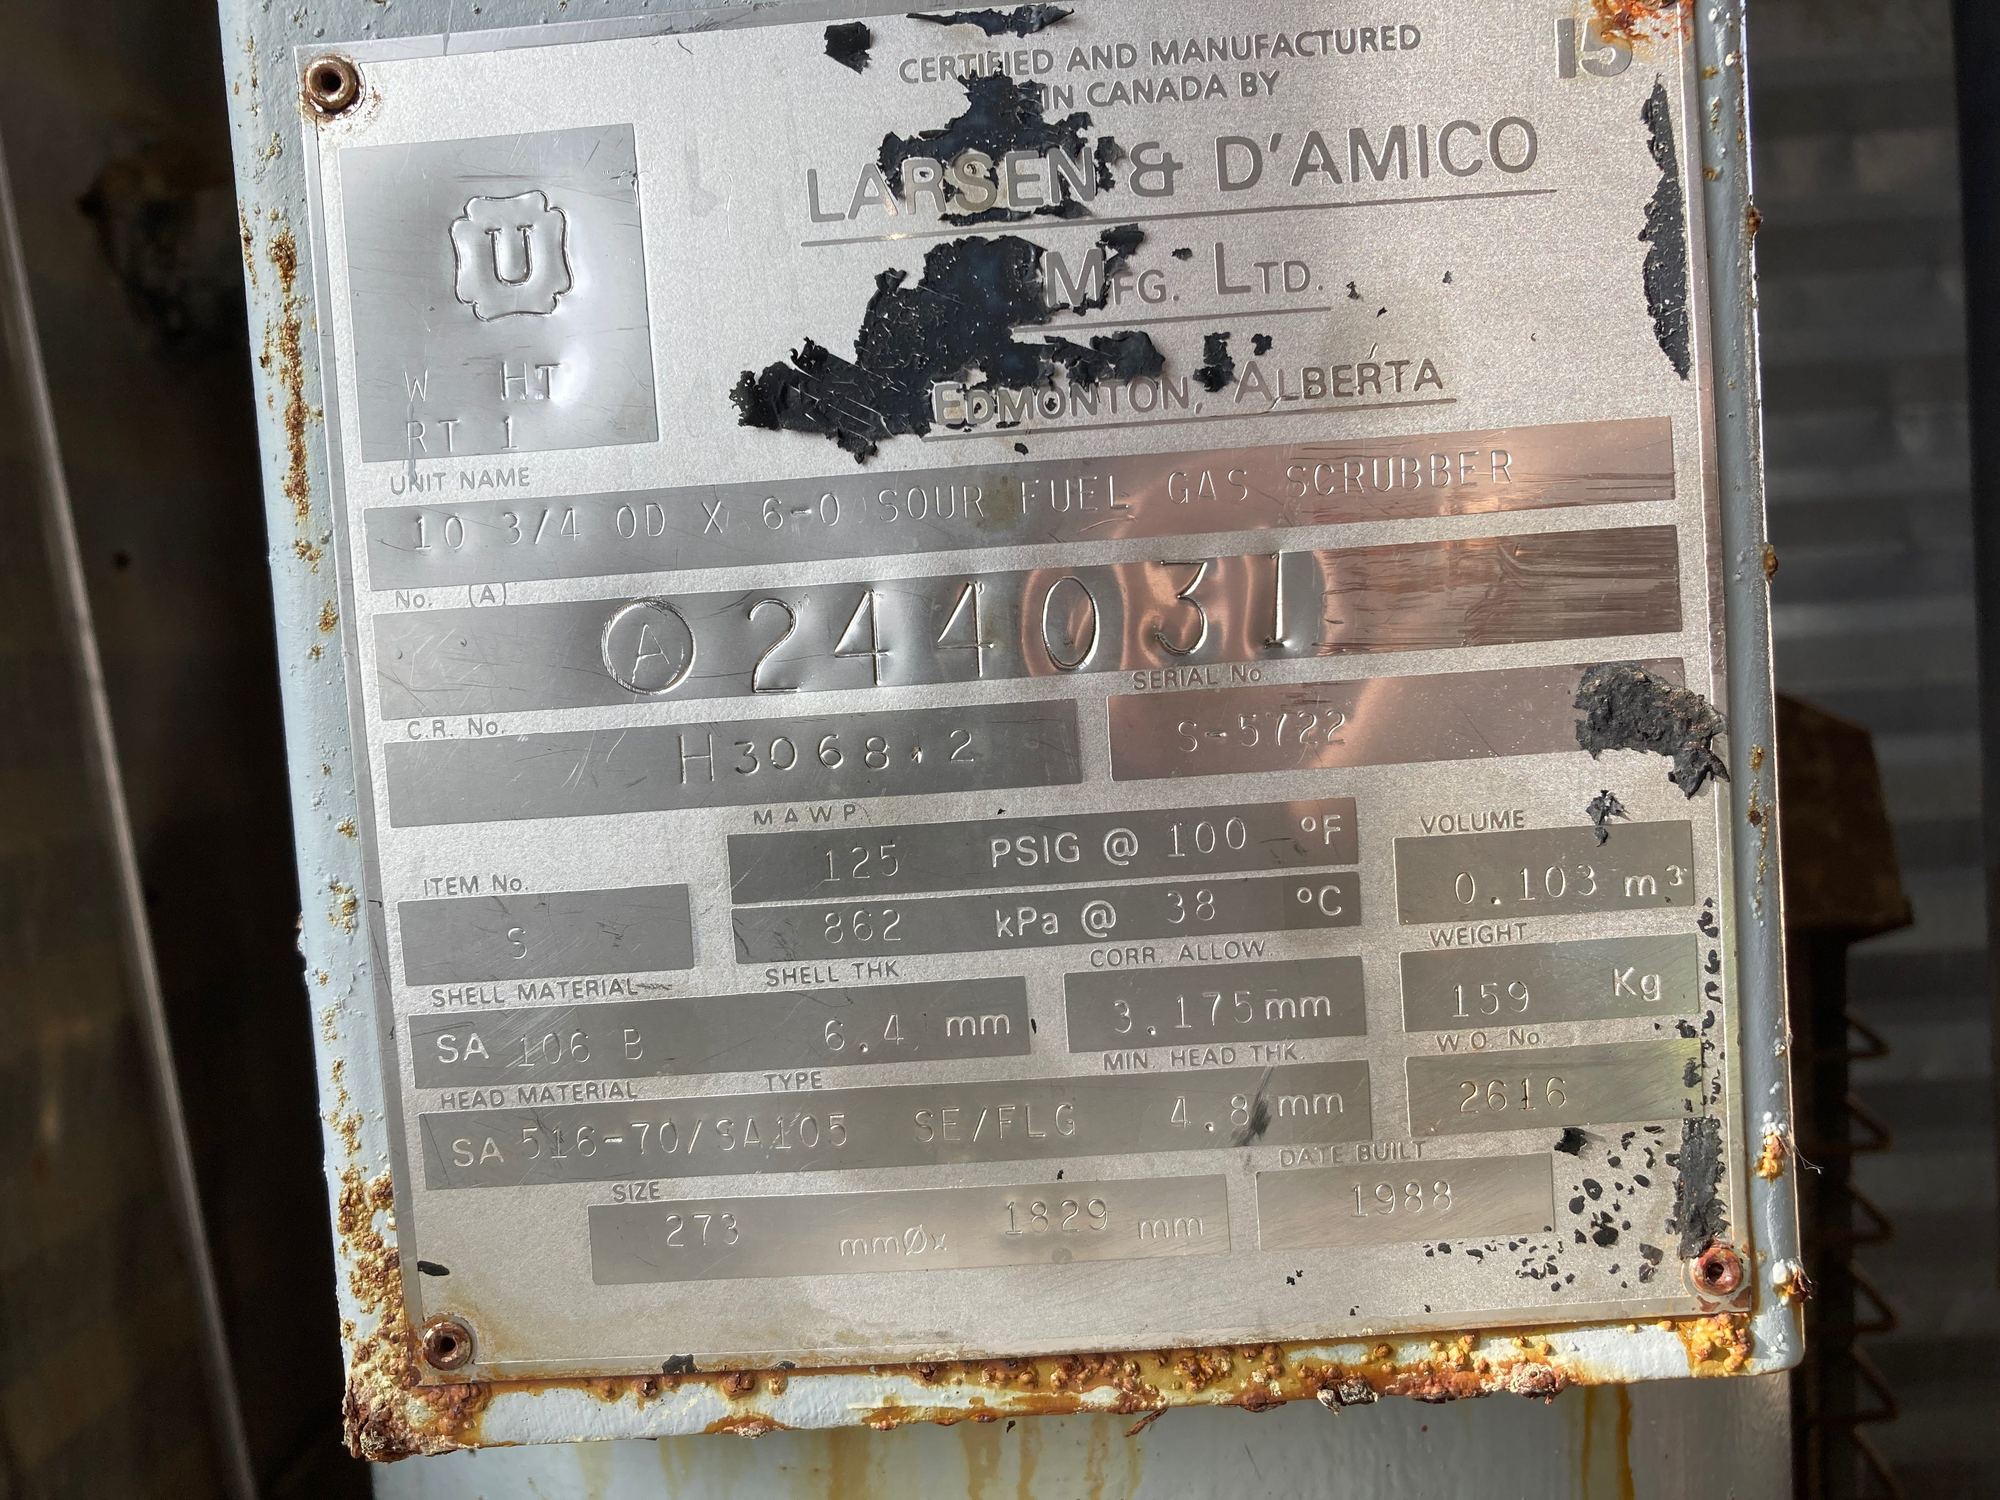 15
CERTIFIED AND MANUFACTURED
IN CANADA BY
LARSEN & D'AMICO
MFG. LTD.
EDMONTON, ALBERTA
U
W HT
RT 1
UNIT NAME
10 3/4 OD X 6-0 SOUR FUEL GAS SCRUBBER
No. (A)
A 244031
C.R. No.
H3068.2
SERIAL No.
S-5722
MAWP
125 PSIG @ 100 °F
862 kPa @ 38 °C
VOLUME
0.103 m³
ITEM No.
S
CORR. ALLOW
3.175 mm
WEIGHT
159 Kg
SHELL MATERIAL SHELL THK
SA 106 B 6.4 mm
W.O. No.
2616
HEAD MATERIAL TYPE MIN. HEAD THK.
SA 516-70/SA105 SE/FLG 4.8 mm
SIZE
273 mmØx 1829 mm
DATE BUILT
1988